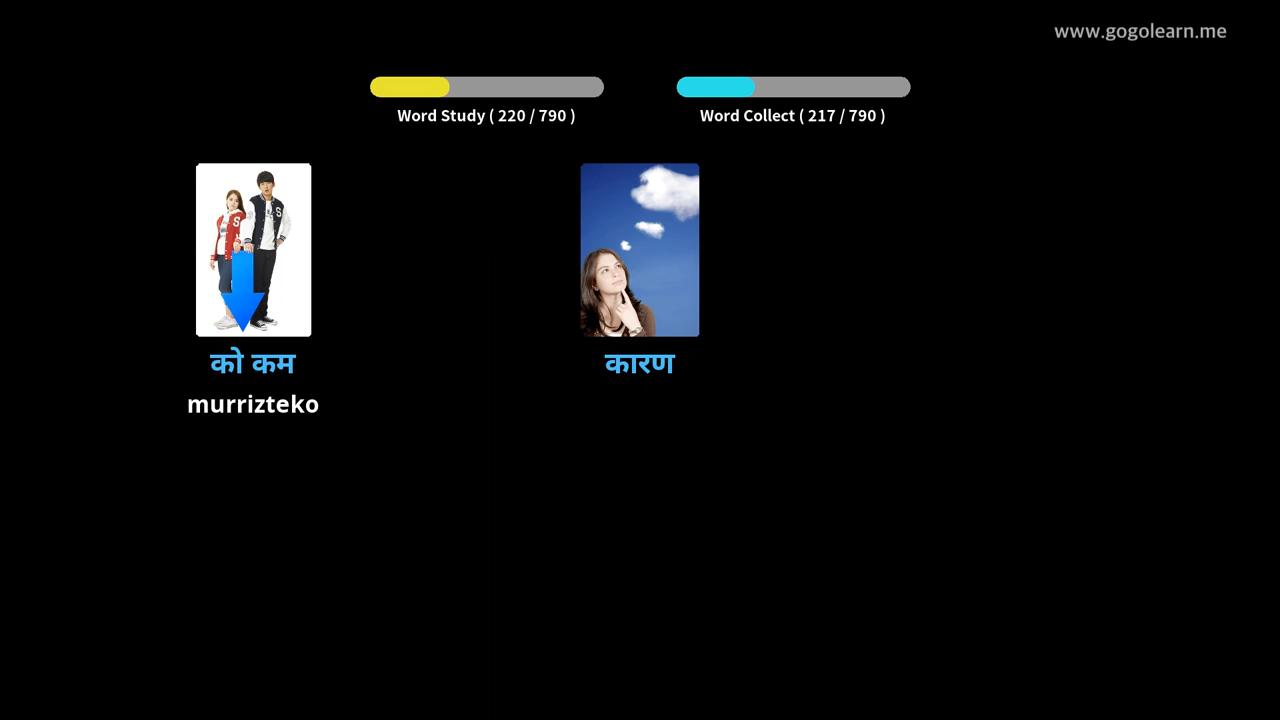 www.gogolearn.me
Word Study ( 220 / 790 )
Word Collect ( 217 / 790 )
S
S
को कम
कारण
murrizteko